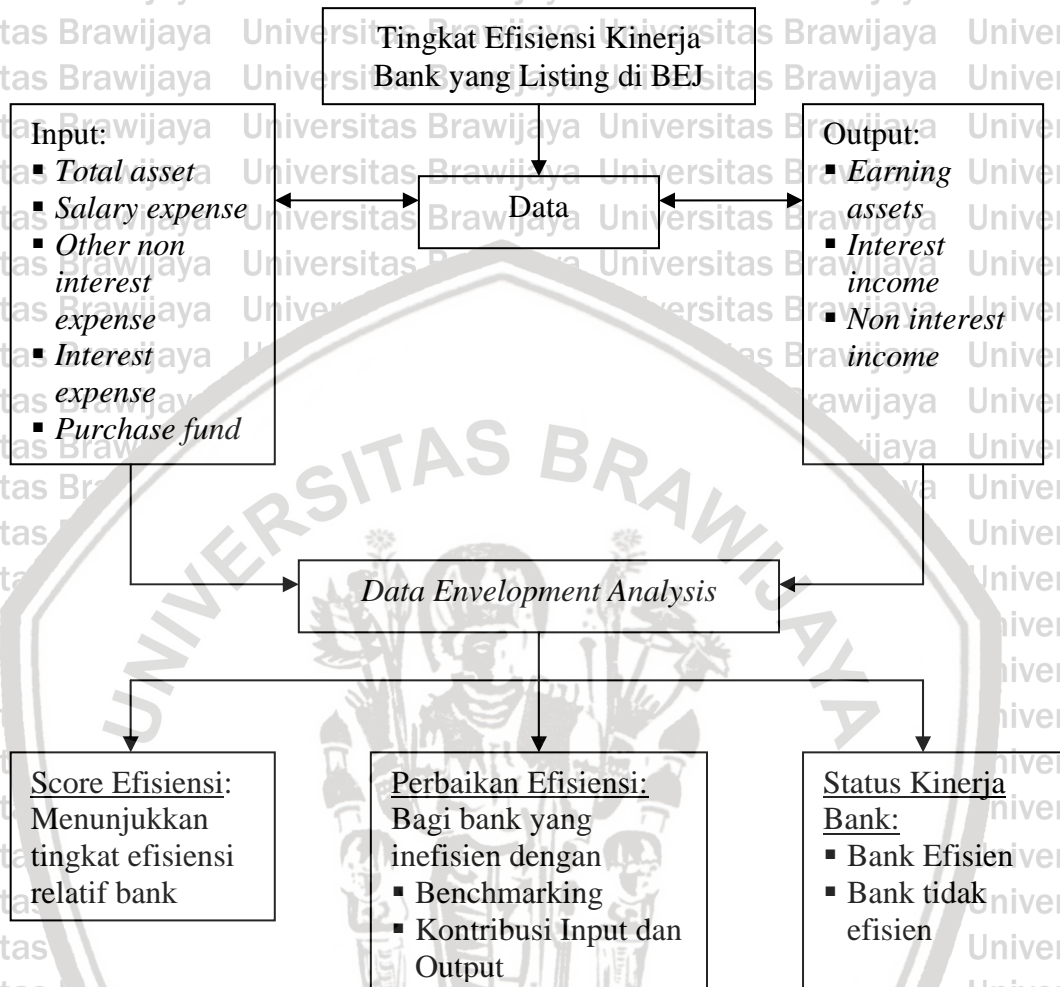 Tingkat Efisiensi Kinerja
Bank yang Listing di BEJ
Input:
▪ Total asset
▪ Salary expense
▪ Other non
interest
expense
▪ Interest
expense
▪ Purchase fund
Data
Output:
▪ Earning
assets
▪ Interest
income
▪ Non interest
income
Data Envelopment Analysis
Score Efisiensi:
Menunjukkan
tingkat efisiensi
relatif bank
Perbaikan Efisiensi:
Bagi bank yang
inefisien dengan
▪ Benchmarking
▪ Kontribusi Input dan
Output
Status Kinerja
Bank:
▪ Bank Efisien
▪ Bank tidak
efisien
UNIVERSITAS BRAWIJAYA